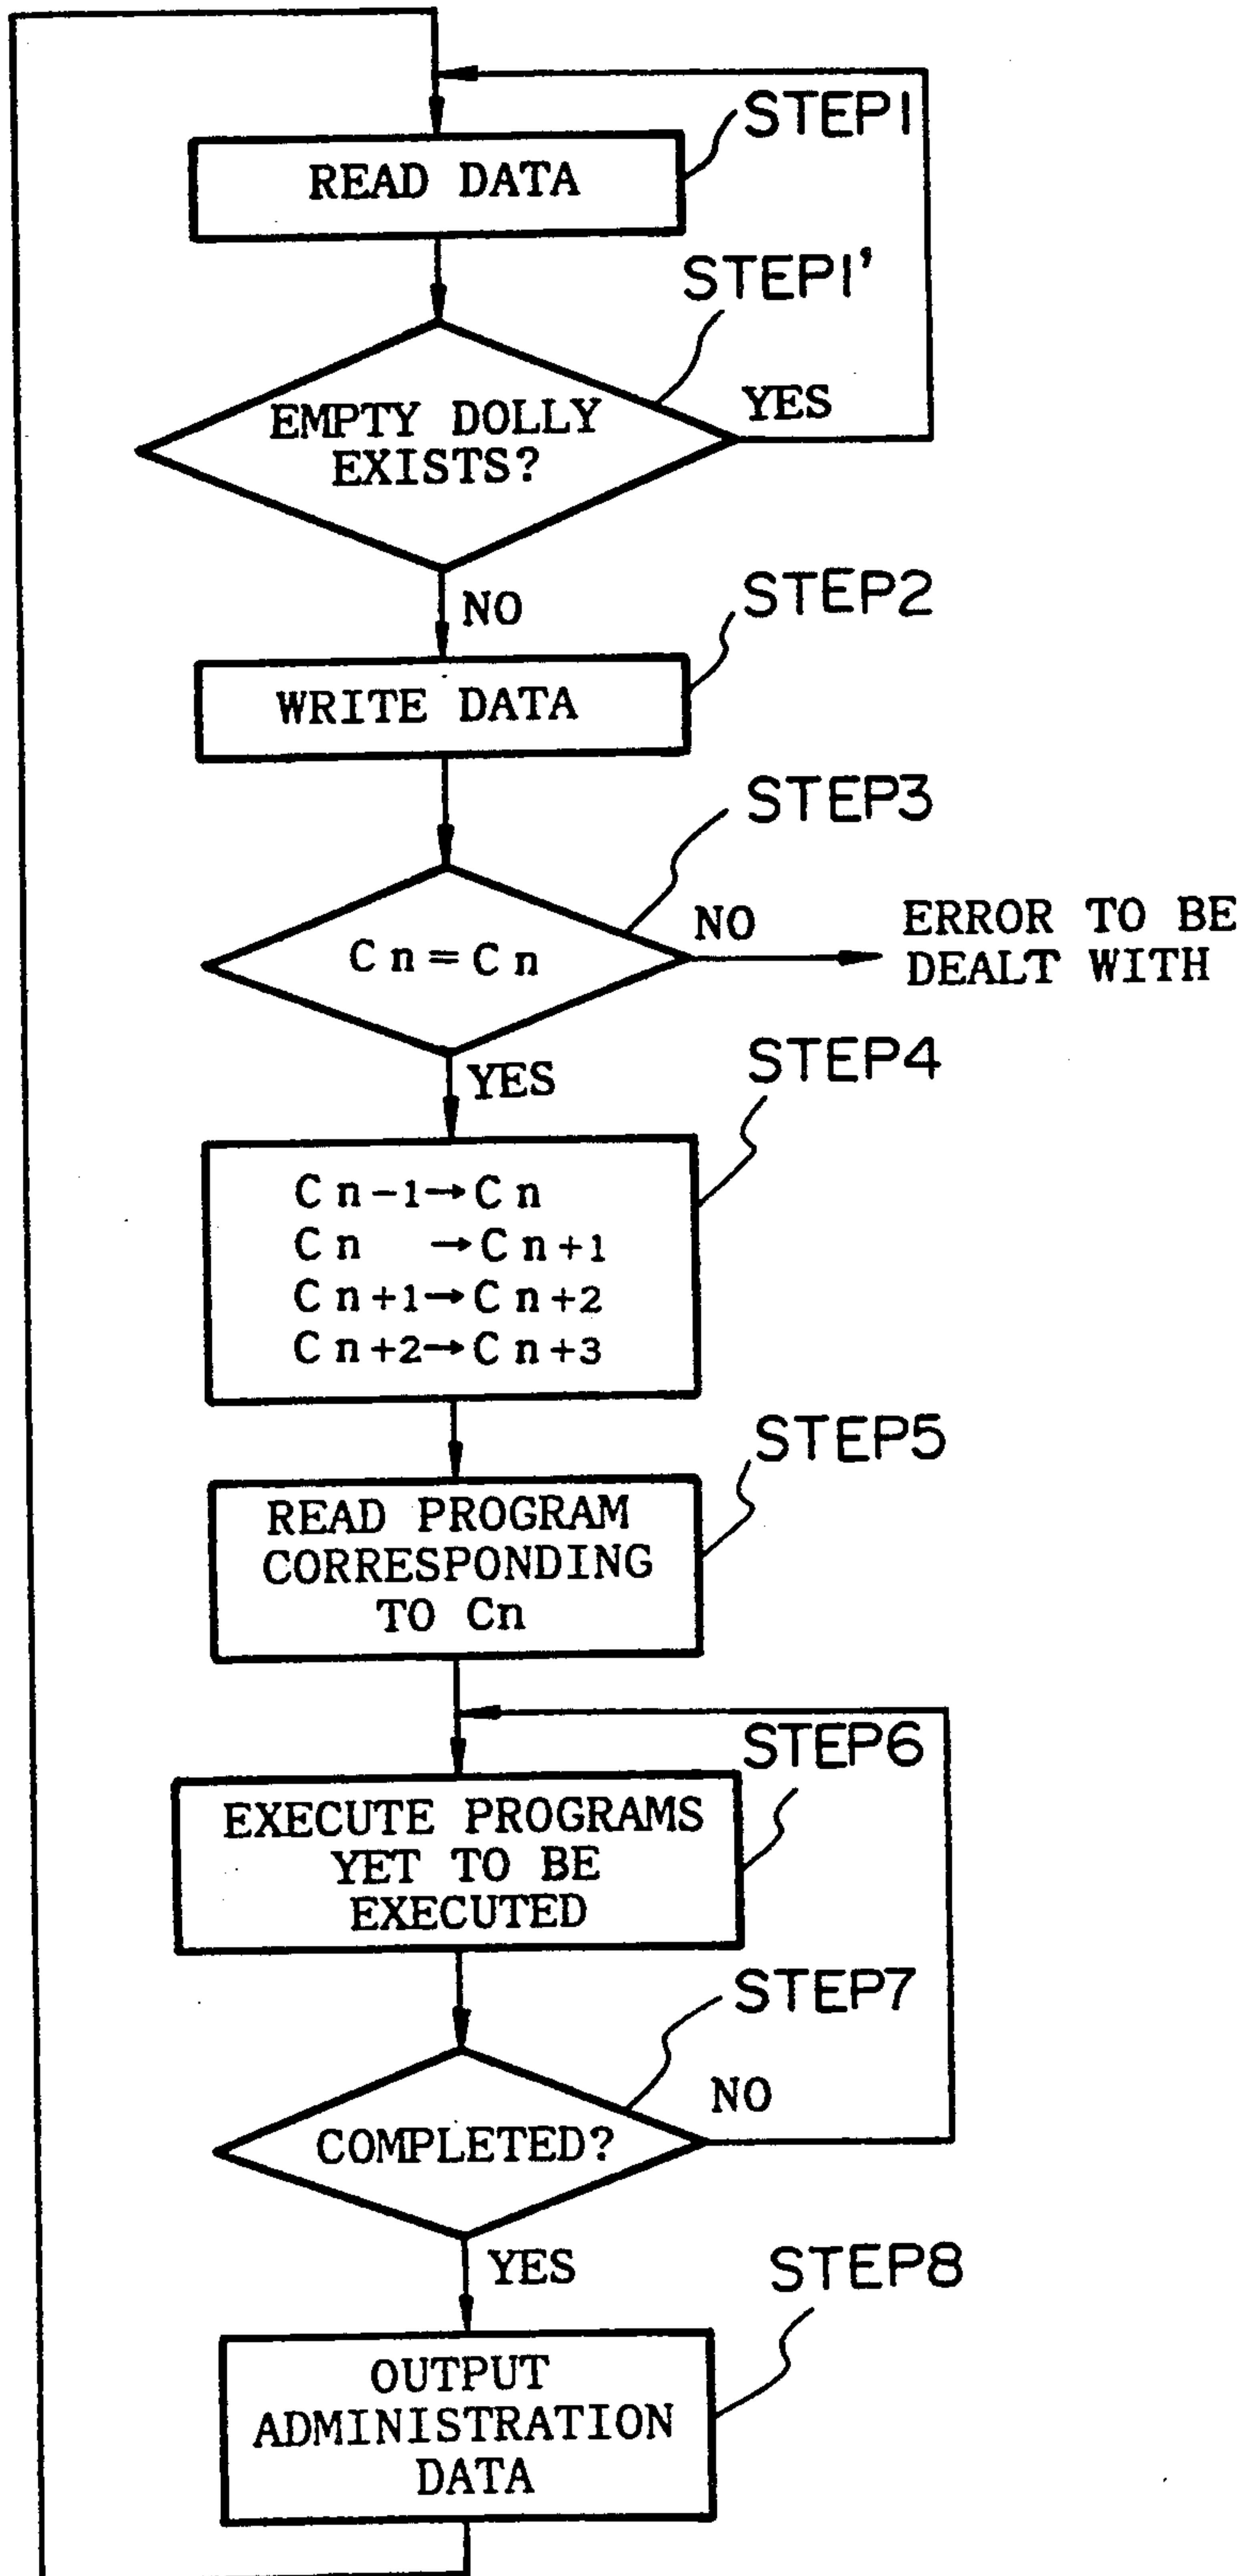 STEP1
READ DATA
STEP1'
EMPTY DOLLY
EXISTS?
YES
NO
STEP2
WRITE DATA
STEP3
Cn=Cn
NO
ERROR TO BE
DEALT WITH
YES
STEP4
Cn-1→Cn
Cn →Cn+1
Cn+1→Cn+2
Cn+2→Cn+3
STEP5
READ PROGRAM
CORRESPONDING
TO Cn
STEP6
EXECUTE PROGRAMS
YET TO BE
EXECUTED
STEP7
COMPLETED?
NO
YES
STEP8
OUTPUT
ADMINISTRATION
DATA